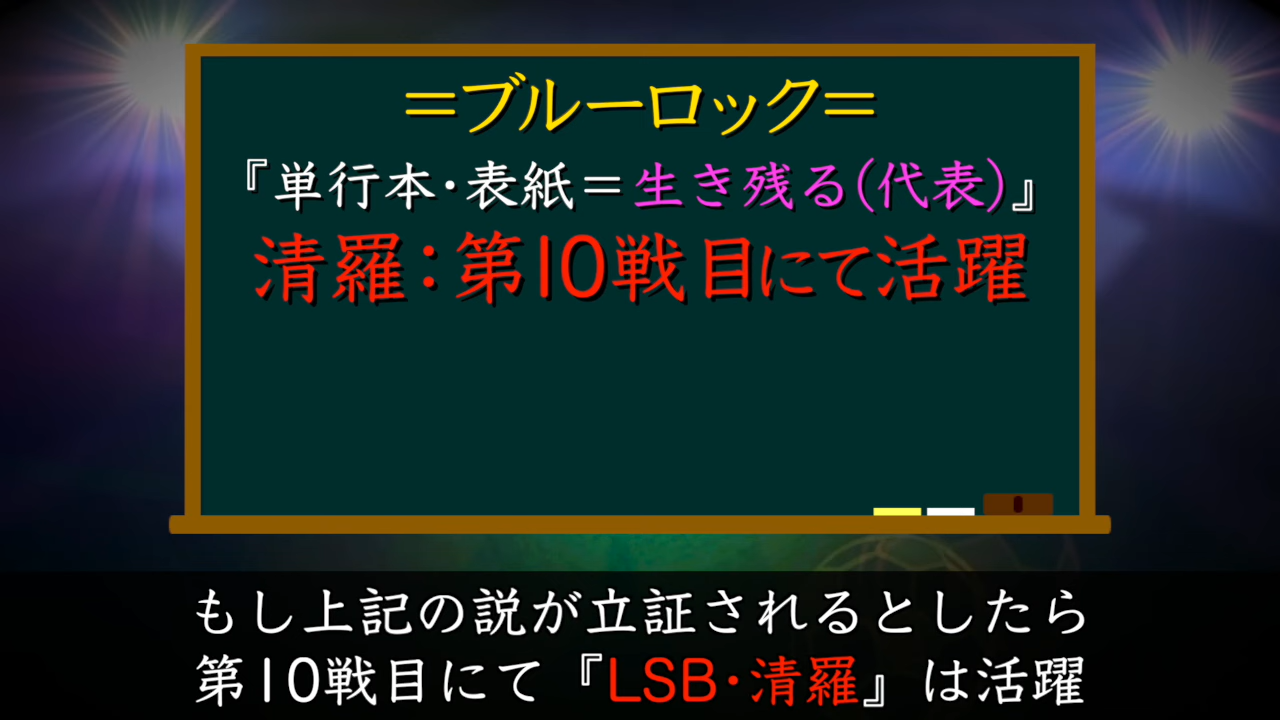 ＝ブルーロック＝
『単行本・表紙＝生き残る(代表)』
清羅：第10戦目にて活躍
もし上記の説が立証されるとしたら
第10戦目にて『LSB・清羅』は活躍